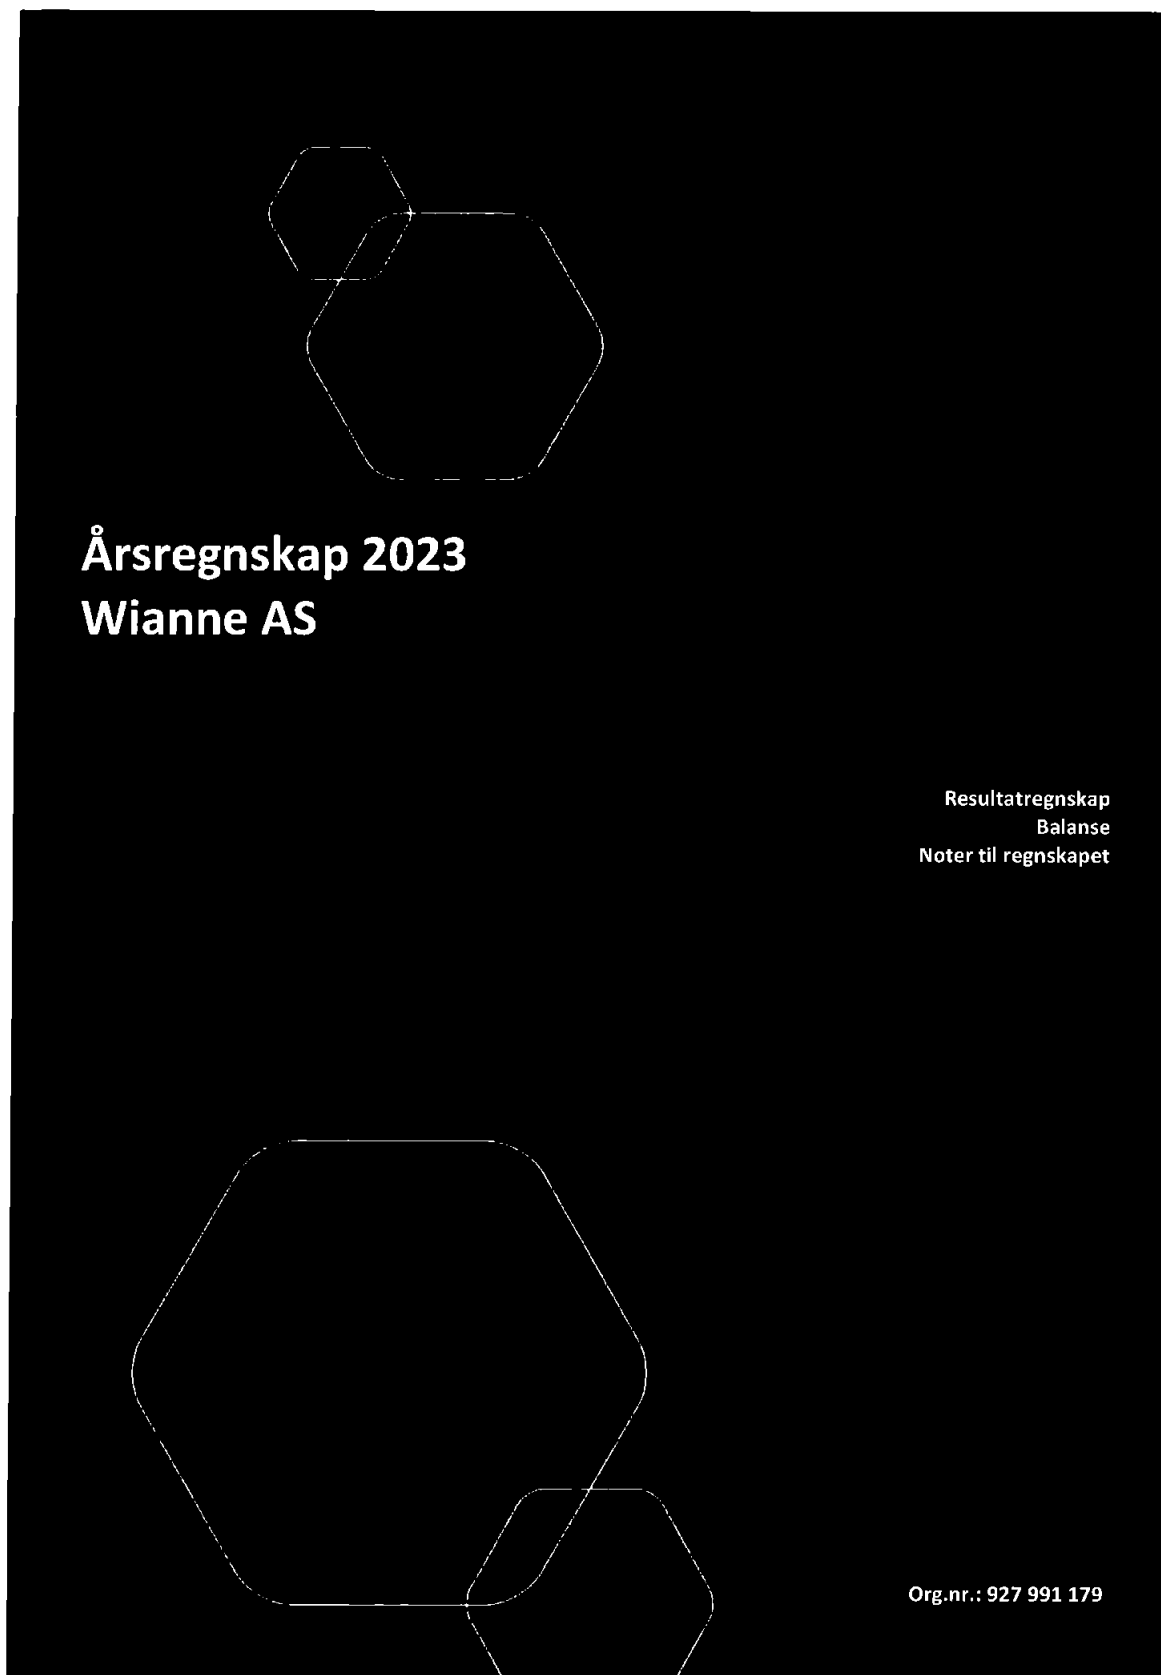 Årsregnskap 2023
Wianne AS
Resultatregnskap
Balanse
Noter til regnskapet
Org.nr.: 927 991 179